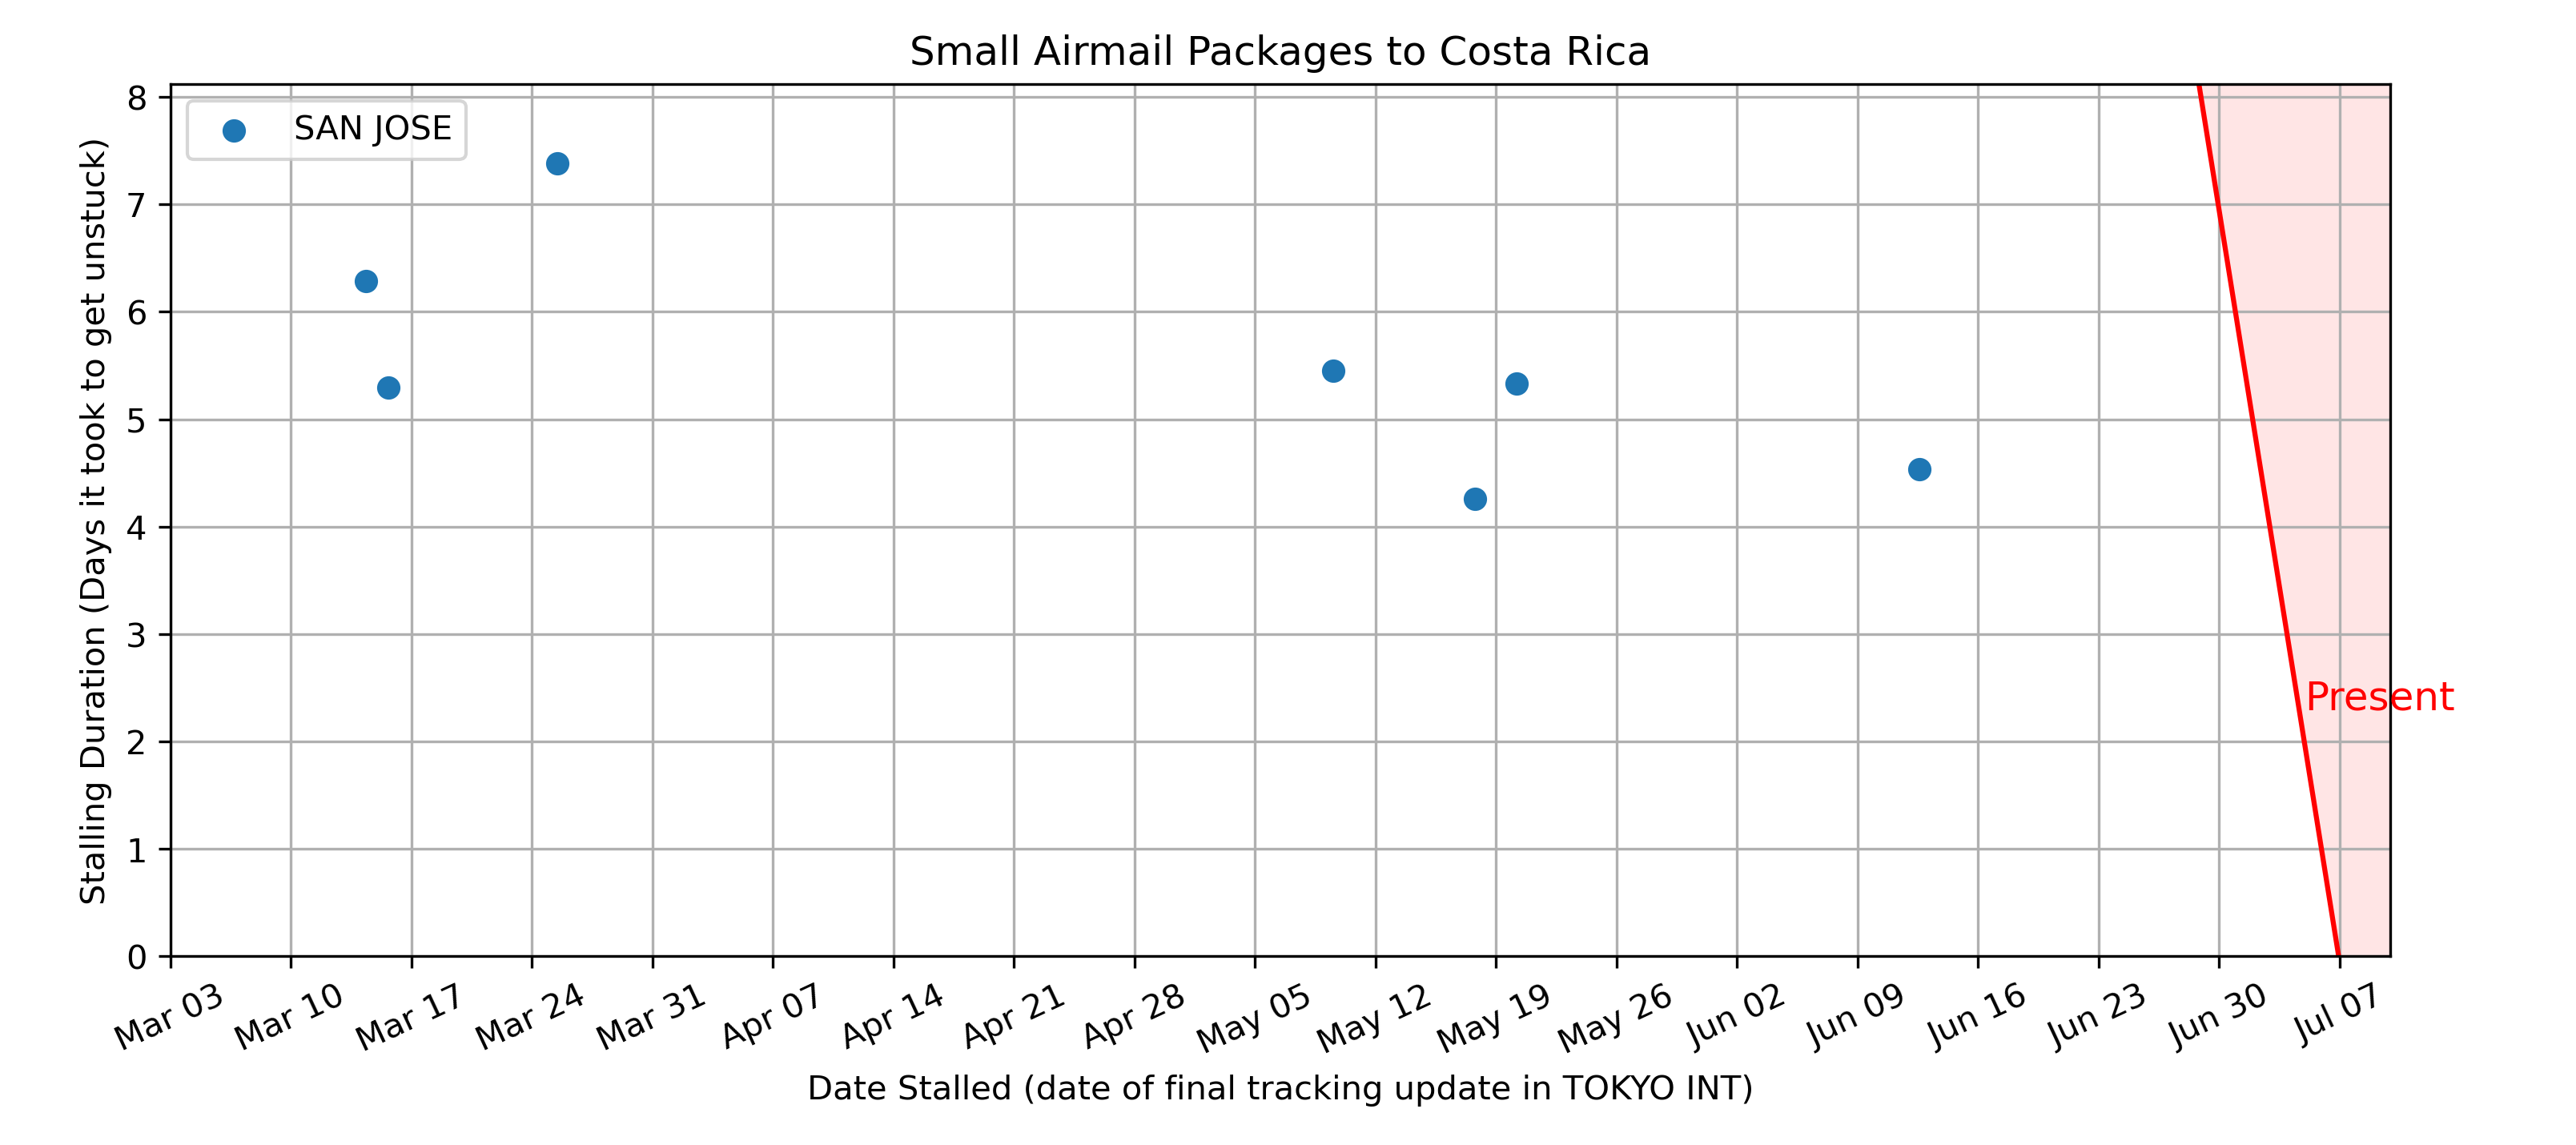 Small Airmail Packages to Costa Rica
SAN JOSE
Stalling Duration (Days it took to get unstuck)
8
7
6
5
4
3
2
1
0
Present
Mar 03 Mar 10 Mar 17 Mar 24 Mar 31 Apr 07 Apr 14 Apr 21 Apr 28 May 05 May 12 May 19 May 26 Jun 02 Jun 09 Jun 16 Jun 23 Jun 30 Jul 07
Date Stalled (date of final tracking update in TOKYO INT)